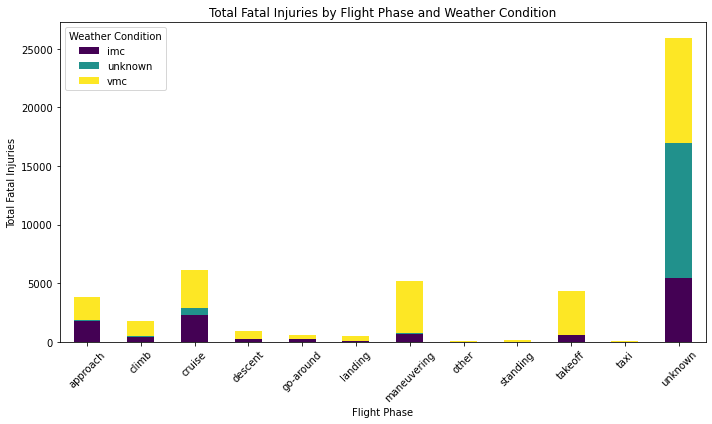 Total Fatal Injuries by Flight Phase and Weather Condition
Weather Condition
imc
unknown
vmc
Total Fatal Injuries
25000
20000
15000
10000
5000
0
approach
climb
cruise
descent
go-around
landing
maneuvering
other
standing
takeoff
taxi
unknown
Flight Phase